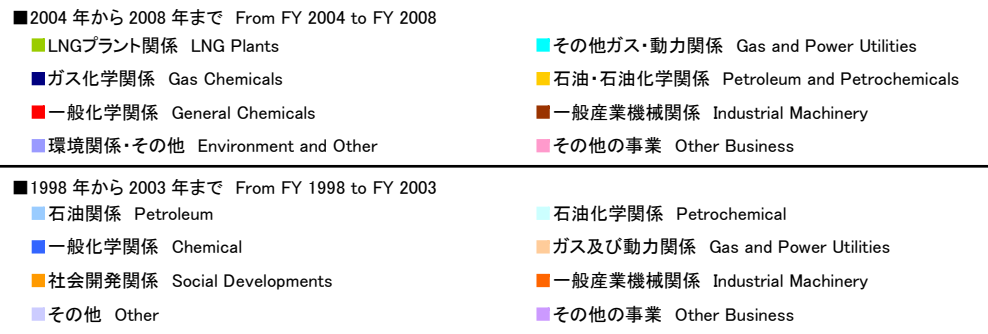 ■2004 年から 2008 年まで From FY 2004 to FY 2008
■LNGプラント関係 LNG Plants ■その他ガス・動力関係 Gas and Power Utilities
■ガス化学関係 Gas Chemicals ■石油・石油化学関係 Petroleum and Petrochemicals
■一般化学関係 General Chemicals ■一般産業機械関係 Industrial Machinery
■環境関係・その他 Environment and Other ■その他の事業 Other Business
■1998 年から 2003 年まで From FY 1998 to FY 2003
■石油関係 Petroleum ■石油化学関係 Petrochemical
■一般化学関係 Chemical ■ガス及び動力関係 Gas and Power Utilities
■社会開発関係 Social Developments ■一般産業機械関係 Industrial Machinery
■その他 Other ■その他の事業 Other Business